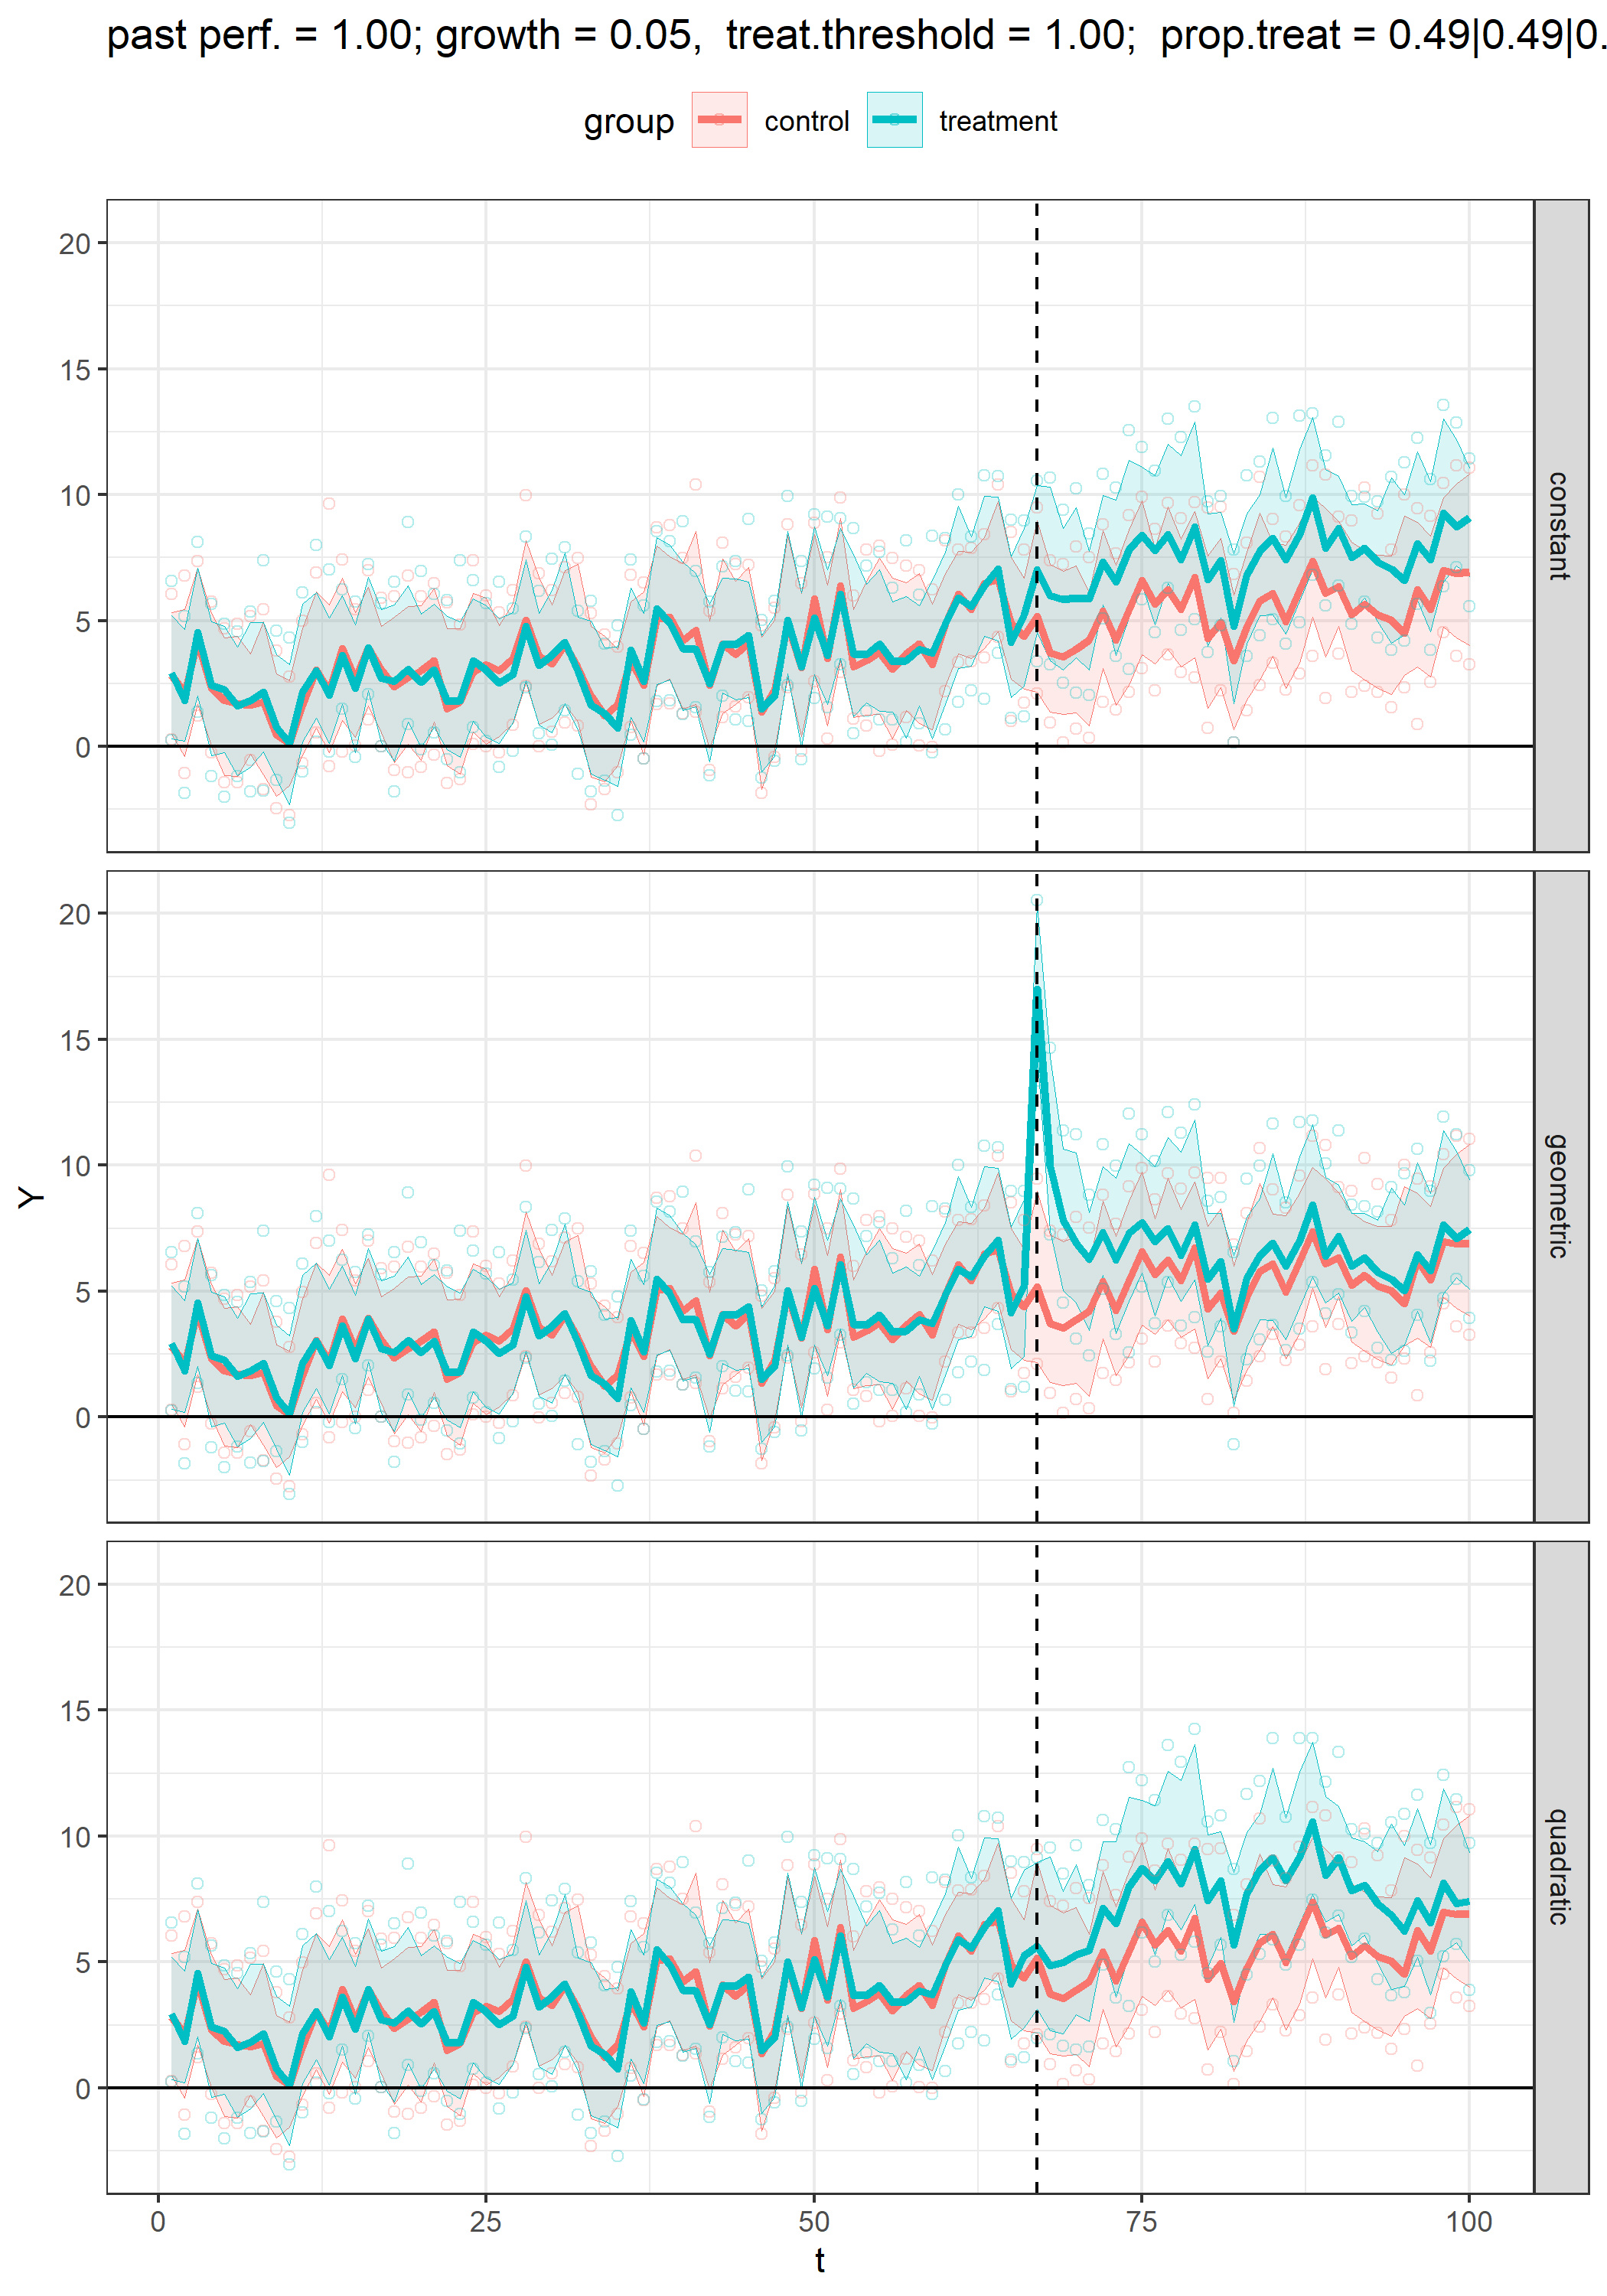 past perf. = 1.00; growth = 0.05,  treat.threshold = 1.00;  prop.treat = 0.49|0.49|0.
group control treatment
20
15
10
5
0
constant
20
15
10
5
0
geometric
Y
20
15
10
5
0
quadratic
0 25 50 75 100
t